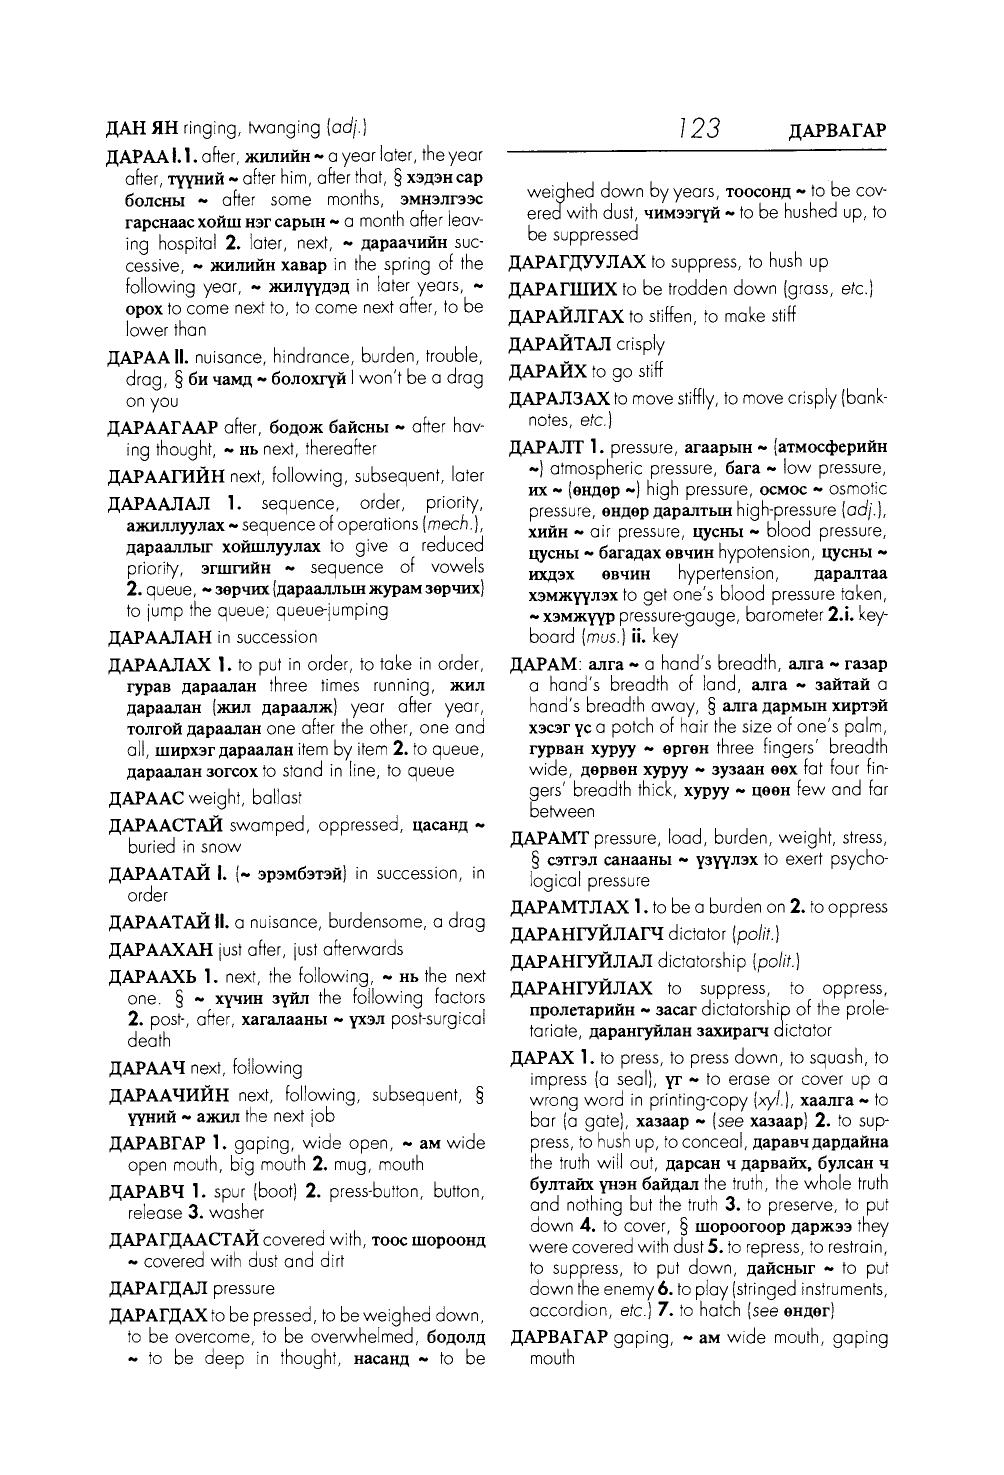 ДАН ЯН ringing, twanging (adj.)
ДАРАА I. 1. after, жилийн ~ a year later, the year
after, түүний ~ after him, after that, § хэдэн сар
болсны ~ after some months, эмнэлгээс
гарснаас хойш нэг сарын ~ a month after leav-
ing hospital 2. later, next, ~ дараачийн suc-
cessive, ~ жилийн хавар in the spring of the
following year, ~ жилүүдэд in later years, ~
орох to come next to, to come next after, to be
lower than
ДАРАА II. nuisance, hindrance, burden, trouble,
drag, § би чамд ~ болохгүй I won't be a drag
on you
ДАРААГААР after, бодож байсны ~ after hav-
ing thought, ~ нь next, thereafter
ДАРААГИЙН next, following, subsequent, later
ДАРААЛАЛ 1. sequence, order, priority,
ажиллуулах ~ sequence of operations (mech.),
дарааллыг хойшлуулах to give a reduced
priority, эгшгийн ~ sequence of vowels
2. queue, ~ зөрчих (дарааллын журам зөрчих)
to jump the queue; queue-jumping
ДАРААЛАН in succession
ДАРААЛАХ 1. to put in order, to take in order,
гурав дараалан three times running, жил
дараалан (жил дараалж) year after year,
толгой дараалан one after the other, one and
all, ширхэг дараалан item by item 2. to queue,
дараалан зогсох to stand in line, to queue
ДАРААС weight, ballast
ДАРААСТАЙ swamped, oppressed, цасанд ~
buried in snow
ДАРААТАЙ I. (~ эрэмбэтэй) in succession, in
order
ДАРААТАЙ II. a nuisance, burdensome, a drag
ДАРААХАН just after, just afterwards
ДАРААХЬ 1. next, the following, ~ нь the next
one. § ~ хүчин зүйл the following factors
2. post-, after, хагалааны ~ үхэл post-surgical
death
ДАРААЧ next, following
ДАРААЧИЙН next, following, subsequent, §
үүний ~ ажил the next job
ДАРАВГАР 1. gaping, wide open, ~ ам wide
open mouth, big mouth 2. mug, mouth
ДАРАВЧ 1. spur (boot) 2. press-button, button,
release 3. washer
ДАРАГДААСТАЙ covered with, тоос шороонд
~ covered with dust and dirt
ДАРАГДАЛ pressure
ДАРАГДАХ to be pressed, to be weighed down,
to be overcome, to be overwhelmed, бодолд
~ to be deep in thought, насанд ~ to be
123 ДАРВАГАР
weighed down by years, тоосонд ~ to be cov-
ered with dust, чимээгүй ~ to be hushed up, to
be suppressed
ДАРАГДУУЛАХ to suppress, to hush up
ДАРАГШИХ to be trodden down (grass, etc.)
ДАРАЙЛГАХ to stiffen, to make stiff
ДАРАЙТАЛ crisply
ДАРАЙХ to go stiff
ДАРАЛЗАХ to move stiffly, to move crisply (bank-
notes, etc.)
ДАРАЛТ 1. pressure, агаарын ~ (атмосферийн
~) atmospheric pressure, бага ~ low pressure,
их ~ (өндөр ~) high pressure, осмос ~ osmotic
pressure, өндөр даралтын high-pressure (adj.),
хийн ~ air pressure, цусны ~ blood pressure,
цусны ~ багадах өвчин hypotension, цусны ~
ихдэх өвчин hypertension, даралтаа
хэмжүүлэх to get one's blood pressure taken,
~ хэмжүүр pressure-gauge, barometer 2.i. key-
board (mus.) ii. key
ДАРАМ: алга ~ a hand's breadth, алга ~ газар
a hand's breadth of land, алга ~ зайтай a
hand's breadth away, § алга дармын хиртэй
хэсэг үс a potch of hair the size of one's palm,
гурван хуруу ~ өргөн three fingers' breadth
wide, дөрвөн хуруу ~ зузаан өөх fat four fin-
gers' breadth thick, хуруу ~ цөөн few and far
between
ДАРАМТ pressure, load, burden, weight, stress,
§ сэтгэл санааны ~ үзүүлэх to exert psycho-
logical pressure
ДАРАМТЛАХ 1. to be a burden on 2. to oppress
ДАРАНГУЙЛАГЧ dictator (polit.)
ДАРАНГУЙЛАЛ dictatorship (polit.)
ДАРАНГУЙЛАХ to suppress, to oppress,
пролетарийн ~ засаг dictatorship of the prole-
tariate, дарангуйлан захирагч dictator
ДАРАХ 1. to press, to press down, to squash, to
impress (a seal), үг ~ to erase or cover up a
wrong word in printing-copy (xyl.), хаалга ~ to
bar (a gate), хазаар ~ (see хазаар) 2. to sup-
press, to hush up, to conceal, даравч дардайна
the truth will out, дарсан ч дарвайх, булсан ч
булгайх үнэн байдал the truth, the whole truth
and nothing but the truth 3. to preserve, to put
down 4. to cover, § шороогоор даржээ they
were covered with dust 5. to repress, to restrain,
to suppress, to put down, дайсныг ~ to put
down the enemy 6. to play (stringed instruments,
accordion, etc.) 7. to hatch (see өндөг)
ДАРВАГАР gaping, ~ ам wide mouth, gaping
mouth